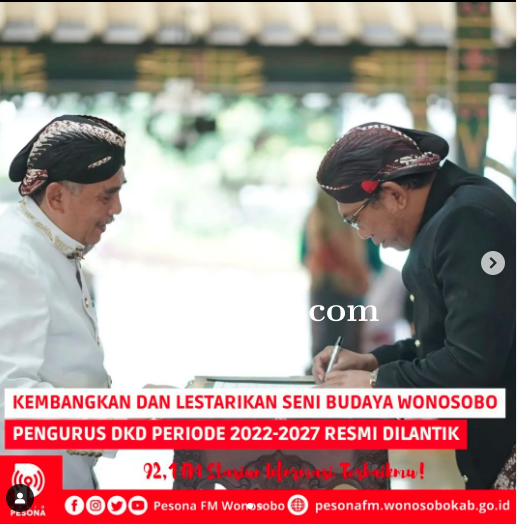 com
KEMBANGKAN DAN LESTARIKAN SENI BUDAYA WONOSOBO
PENGURUS DKD PERIODE 2022-2027 RESMI DILANTIK
92,1 FM Stasiun Informasi Terbaikmu!
PESONA
Pesona FM Wonosobo pesonafm.wonosobokab.go.id